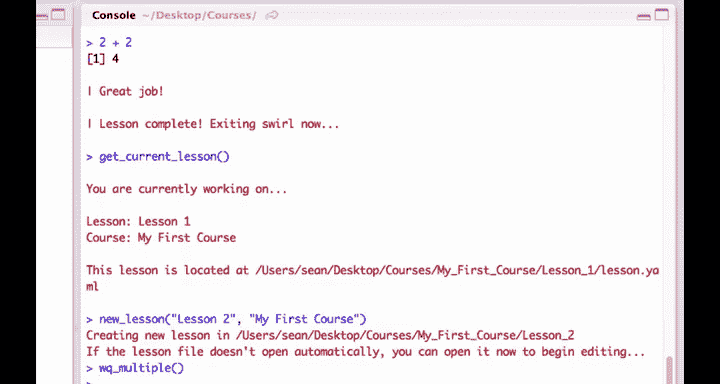 Console ~/Desktop/Courses/
> 2 + 2
[1] 4
| Great job!
| Lesson complete! Exiting swirl now...
> get_current_lesson()
You are currently working on...
Lesson: Lesson 1
Course: My First Course
This lesson is located at /Users/sean/Desktop/Courses/My_First_Course/Lesson_1/lesson.ya
ml
> new_lesson("Lesson 2", "My First Course")
Creating new lesson in /Users/sean/Desktop/Courses/My_First_Course/Lesson_2
If the lesson file doesn't open automatically, you can open it now to begin editing...
> wq_multiple()
>